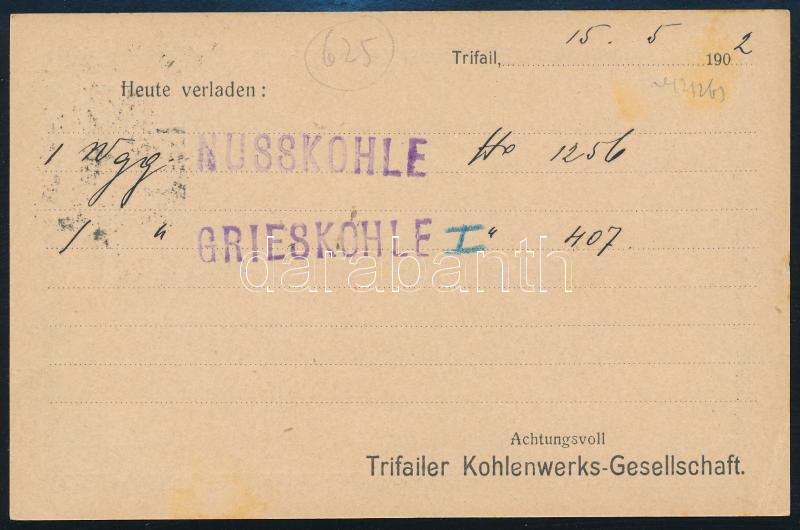 625
Trifail, 15. 5 1902
Heute verladen:
1 Wgg. NUSSKOHLE No 1256
1 " GRIESKOHLE I " 407
darabanth
Achtungsvoll
Trifailer Kohlenwerks-Gesellschaft.